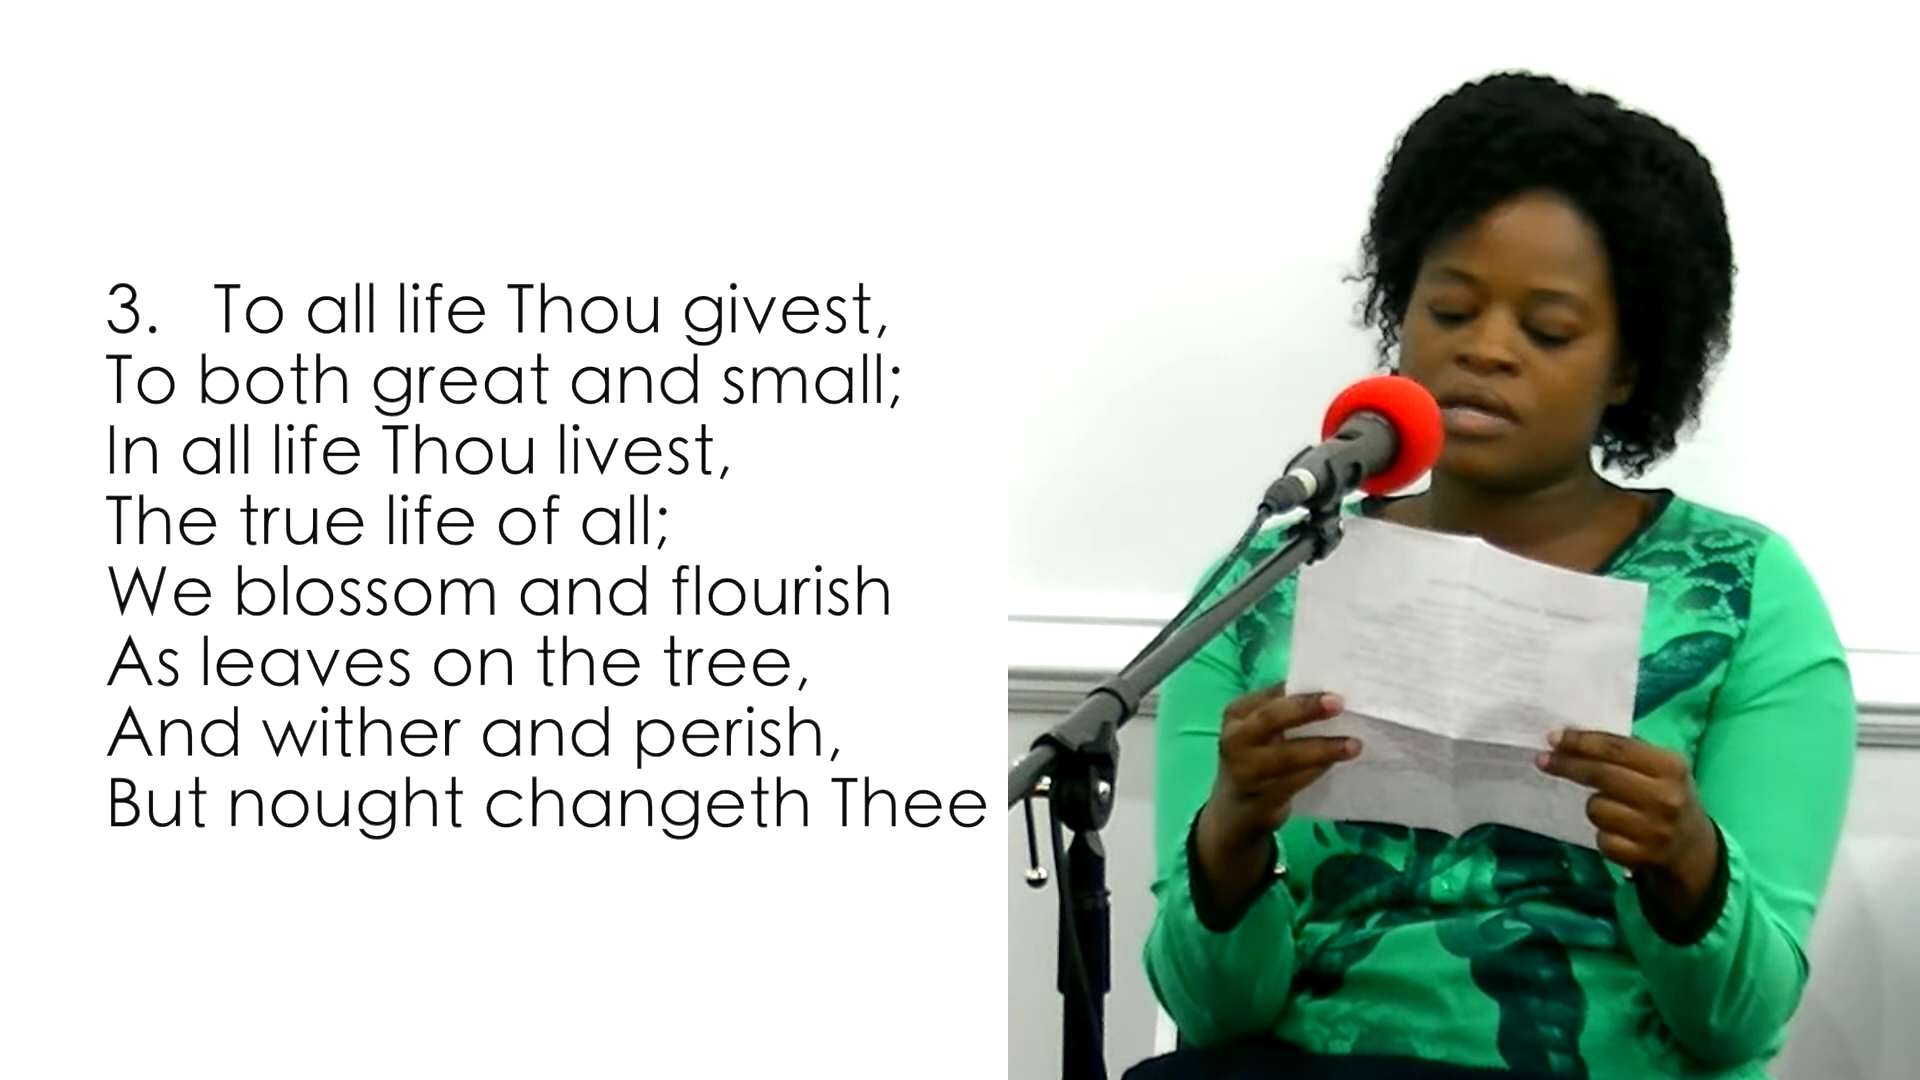 3. To all life Thou givest,
To both great and small;
In all life Thou livest,
The true life of all;
We blossom and flourish
As leaves on the tree,
And wither and perish,
But nought changeth Thee